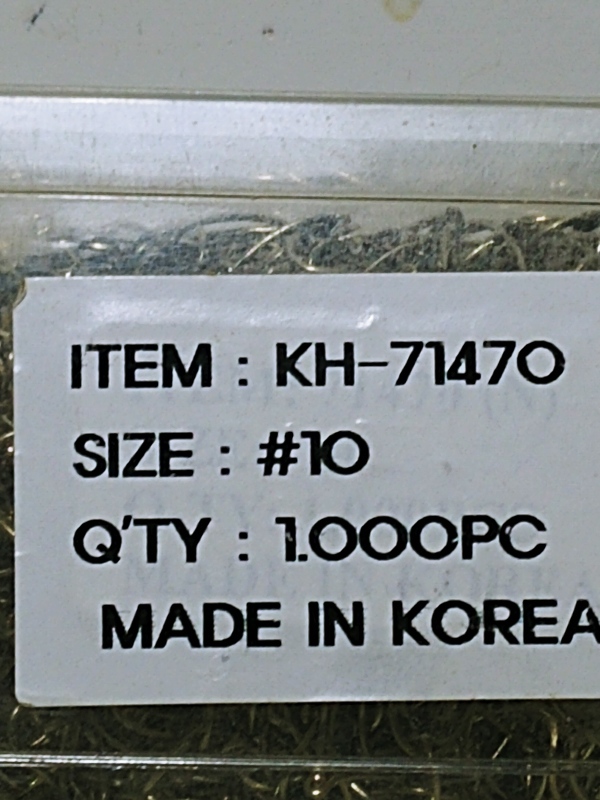 ITEM : KH-71470
SIZE : #10
Q'TY : 1.000PC
MADE IN KOREA